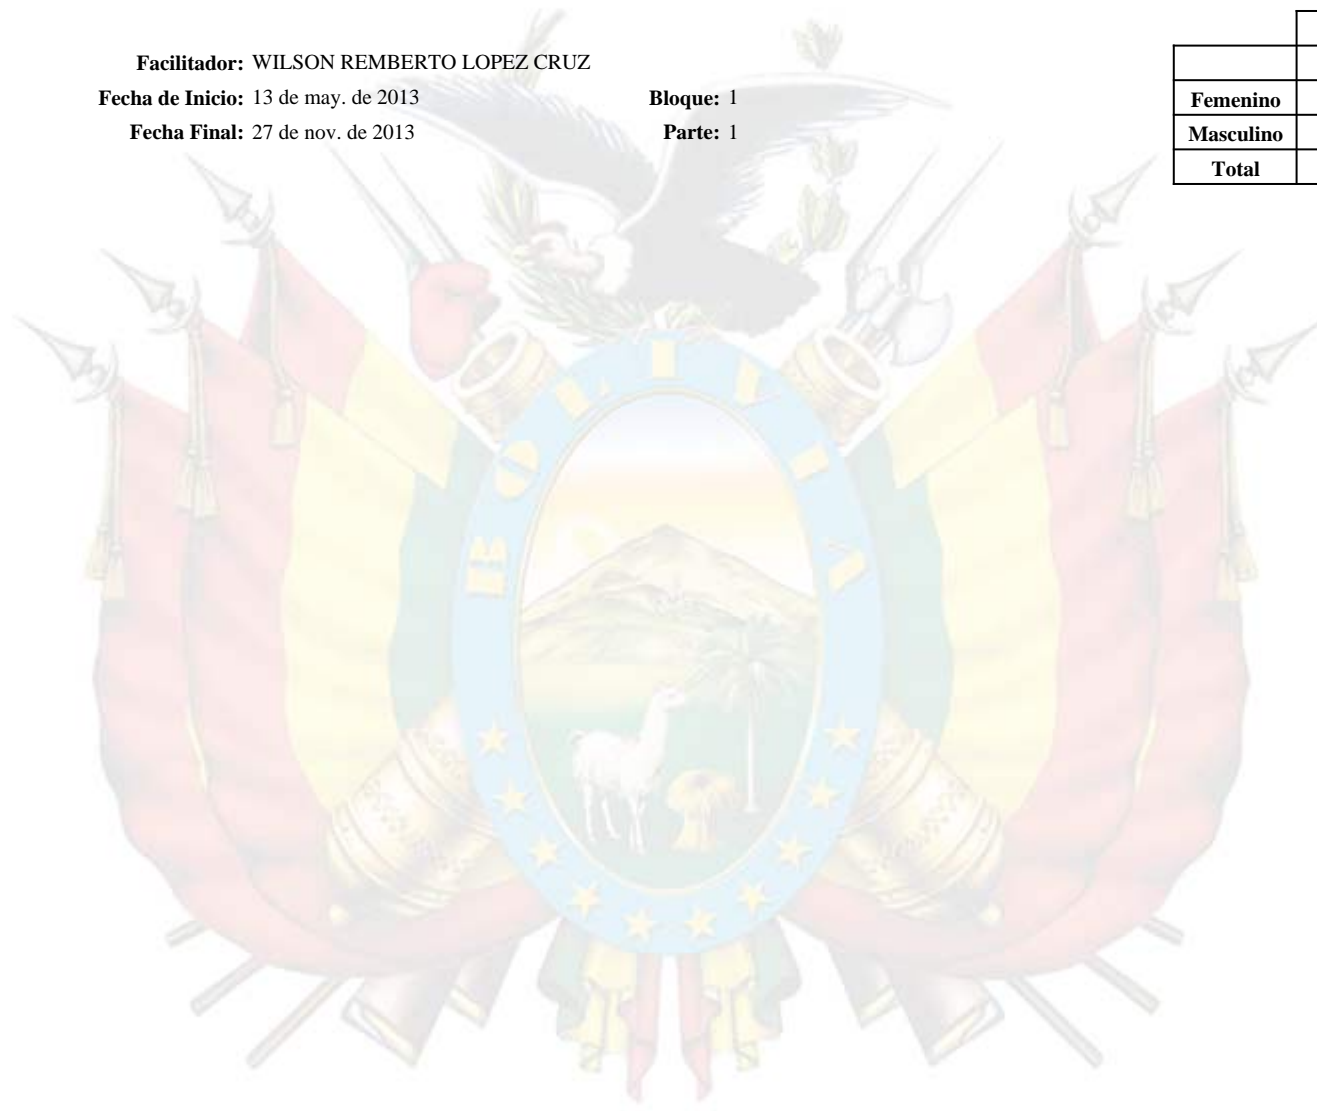 Facilitador: WILSON REMBERTO LOPEZ CRUZ
Fecha de Inicio: 13 de may. de 2013 Bloque: 1
Fecha Final: 27 de nov. de 2013 Parte: 1
Femenino
Masculino
Total
BOLIVIA